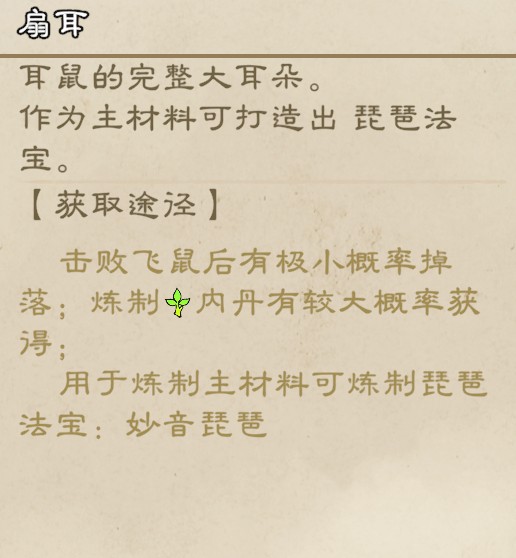 扇耳
耳鼠的完整大耳朵。
作为主材料可打造出 琵琶法
宝。
【获取途径】
击败飞鼠后有极小概率掉
落；炼制内丹有较大概率获
得；
用于炼制主材料可炼制琵琶
法宝：妙音琵琶